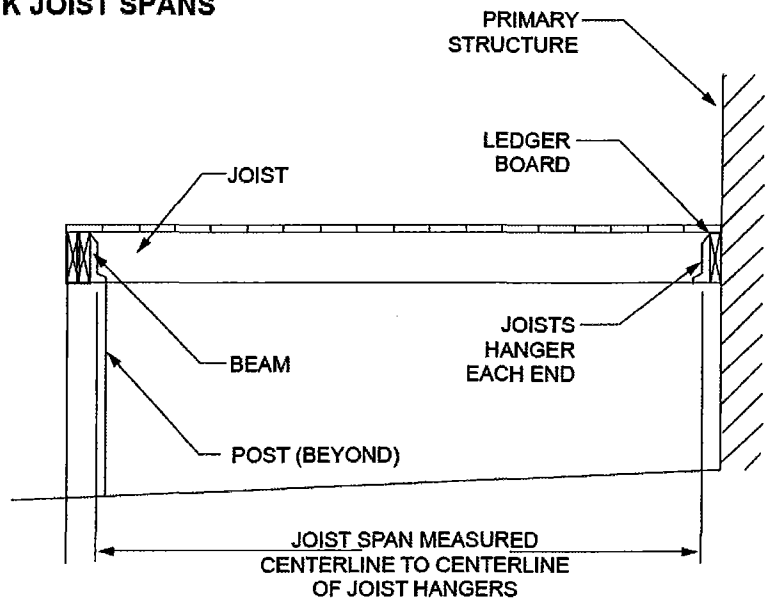 K JOIST SPANS
PRIMARY
STRUCTURE
LEDGER
BOARD
JOIST
JOISTS
HANGER
EACH END
BEAM
POST (BEYOND)
JOIST SPAN MEASURED
CENTERLINE TO CENTERLINE
OF JOIST HANGERS